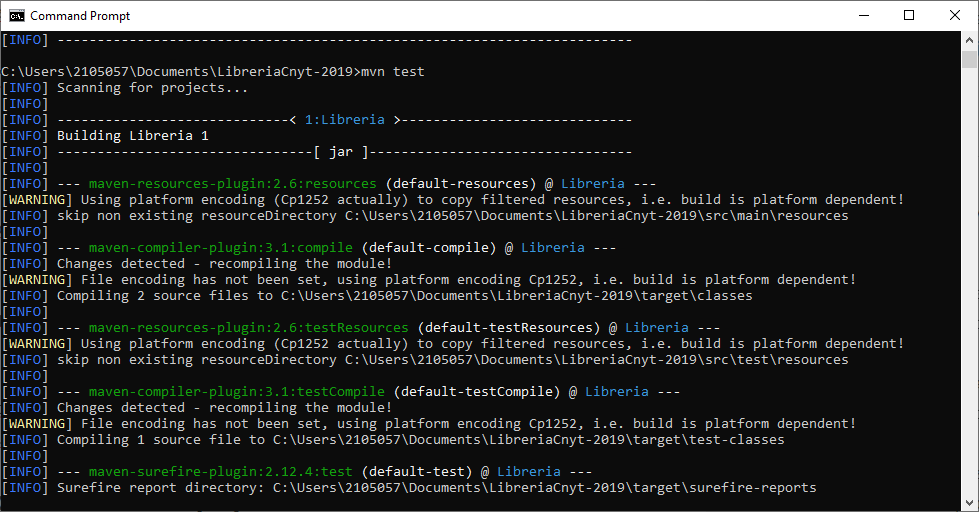 Command Prompt
[INFO] ------------------------------------------------------------------------
C:\Users\2105057\Documents\LibreriaCnyt-2019>mvn test
[INFO] Scanning for projects...
[INFO]
[INFO] -----------------------------< 1:Libreria >-----------------------------
[INFO] Building Libreria 1
[INFO] --------------------------------[ jar ]---------------------------------
[INFO]
[INFO] --- maven-resources-plugin:2.6:resources (default-resources) @ Libreria ---
[WARNING] Using platform encoding (Cp1252 actually) to copy filtered resources, i.e. build is platform dependent!
[INFO] skip non existing resourceDirectory C:\Users\2105057\Documents\LibreriaCnyt-2019\src\main\resources
[INFO]
[INFO] --- maven-compiler-plugin:3.1:compile (default-compile) @ Libreria ---
[INFO] Changes detected - recompiling the module!
[WARNING] File encoding has not been set, using platform encoding Cp1252, i.e. build is platform dependent!
[INFO] Compiling 2 source files to C:\Users\2105057\Documents\LibreriaCnyt-2019\target\classes
[INFO]
[INFO] --- maven-resources-plugin:2.6:testResources (default-testResources) @ Libreria ---
[WARNING] Using platform encoding (Cp1252 actually) to copy filtered resources, i.e. build is platform dependent!
[INFO] skip non existing resourceDirectory C:\Users\2105057\Documents\LibreriaCnyt-2019\src\test\resources
[INFO]
[INFO] --- maven-compiler-plugin:3.1:testCompile (default-testCompile) @ Libreria ---
[INFO] Changes detected - recompiling the module!
[WARNING] File encoding has not been set, using platform encoding Cp1252, i.e. build is platform dependent!
[INFO] Compiling 1 source file to C:\Users\2105057\Documents\LibreriaCnyt-2019\target\test-classes
[INFO]
[INFO] --- maven-surefire-plugin:2.12.4:test (default-test) @ Libreria ---
[INFO] Surefire report directory: C:\Users\2105057\Documents\LibreriaCnyt-2019\target\surefire-reports